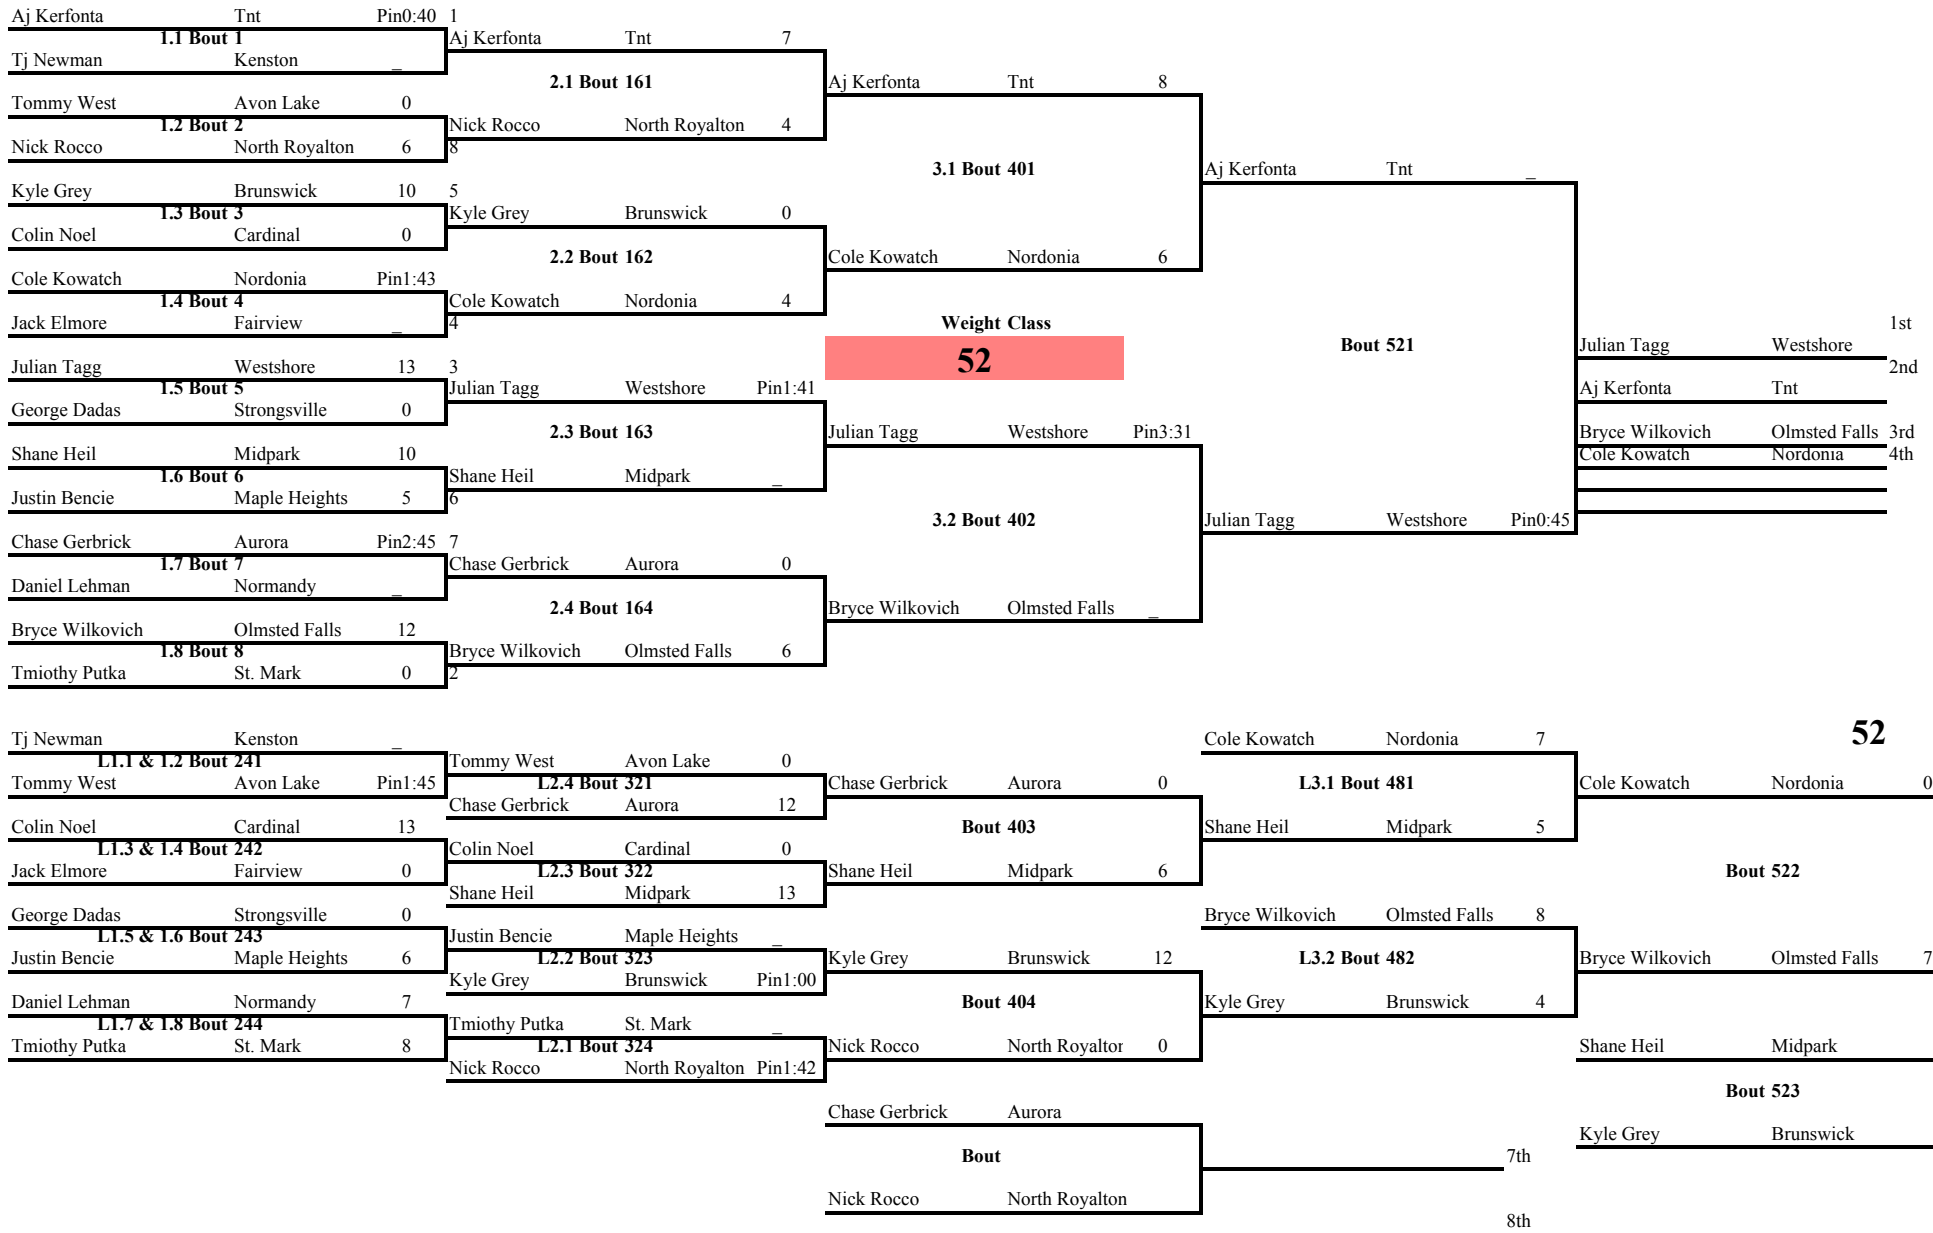 Aj Kerfonta Tnt Pin0:40 1
1.1 Bout 1 Aj Kerfonta Tnt 7
Tj Newman Kenston _
2.1 Bout 161 Aj Kerfonta Tnt 8
Tommy West Avon Lake 0
1.2 Bout 2 Nick Rocco North Royalton 4
Nick Rocco North Royalton 6 8
3.1 Bout 401 Aj Kerfonta Tnt _
Kyle Grey Brunswick 10 5
1.3 Bout 3 Kyle Grey Brunswick 0
Colin Noel Cardinal 0
2.2 Bout 162 Cole Kowatch Nordonia 6
Cole Kowatch Nordonia Pin1:43
1.4 Bout 4 Cole Kowatch Nordonia 4
Jack Elmore Fairview _ 4 Weight Class 1st
52 Bout 521 Julian Tagg Westshore
Julian Tagg Westshore 13 3 2nd
1.5 Bout 5 Julian Tagg Westshore Pin1:41 Aj Kerfonta Tnt
George Dadas Strongsville 0
2.3 Bout 163 Julian Tagg Westshore Pin3:31 Bryce Wilkovich Olmsted Falls 3rd
Shane Heil Midpark 10 Cole Kowatch Nordonia 4th
1.6 Bout 6 Shane Heil Midpark _
Justin Bencie Maple Heights 5 6
3.2 Bout 402 Julian Tagg Westshore Pin0:45
Chase Gerbrick Aurora Pin2:45 7
1.7 Bout 7 Chase Gerbrick Aurora 0
Daniel Lehman Normandy _
2.4 Bout 164 Bryce Wilkovich Olmsted Falls _
Bryce Wilkovich Olmsted Falls 12
1.8 Bout 8 Bryce Wilkovich Olmsted Falls 6
Tmiothy Putka St. Mark 0 2
Tj Newman Kenston _ Cole Kowatch Nordonia 7 52
L1.1 & 1.2 Bout 241 Tommy West Avon Lake 0
Tommy West Avon Lake Pin1:45 L2.4 Bout 321 Chase Gerbrick Aurora 0 L3.1 Bout 481 Cole Kowatch Nordonia 0
Chase Gerbrick Aurora 12
Colin Noel Cardinal 13 Bout 403 Shane Heil Midpark 5
L1.3 & 1.4 Bout 242 Colin Noel Cardinal 0
Jack Elmore Fairview 0 L2.3 Bout 322 Shane Heil Midpark 6 Bout 522
Shane Heil Midpark 13
George Dadas Strongsville 0 Bryce Wilkovich Olmsted Falls 8
L1.5 & 1.6 Bout 243 Justin Bencie Maple Heights _
Justin Bencie Maple Heights 6 L2.2 Bout 323 Kyle Grey Brunswick 12 L3.2 Bout 482 Bryce Wilkovich Olmsted Falls 7
Kyle Grey Brunswick Pin1:00
Daniel Lehman Normandy 7 Bout 404 Kyle Grey Brunswick 4
L1.7 & 1.8 Bout 244 Tmiothy Putka St. Mark _
Tmiothy Putka St. Mark 8 L2.1 Bout 324 Nick Rocco North Royaltor 0 Shane Heil Midpark
Nick Rocco North Royalton Pin1:42
Bout 523
Chase Gerbrick Aurora
Kyle Grey Brunswick
Bout 7th
Nick Rocco North Royalton
8th